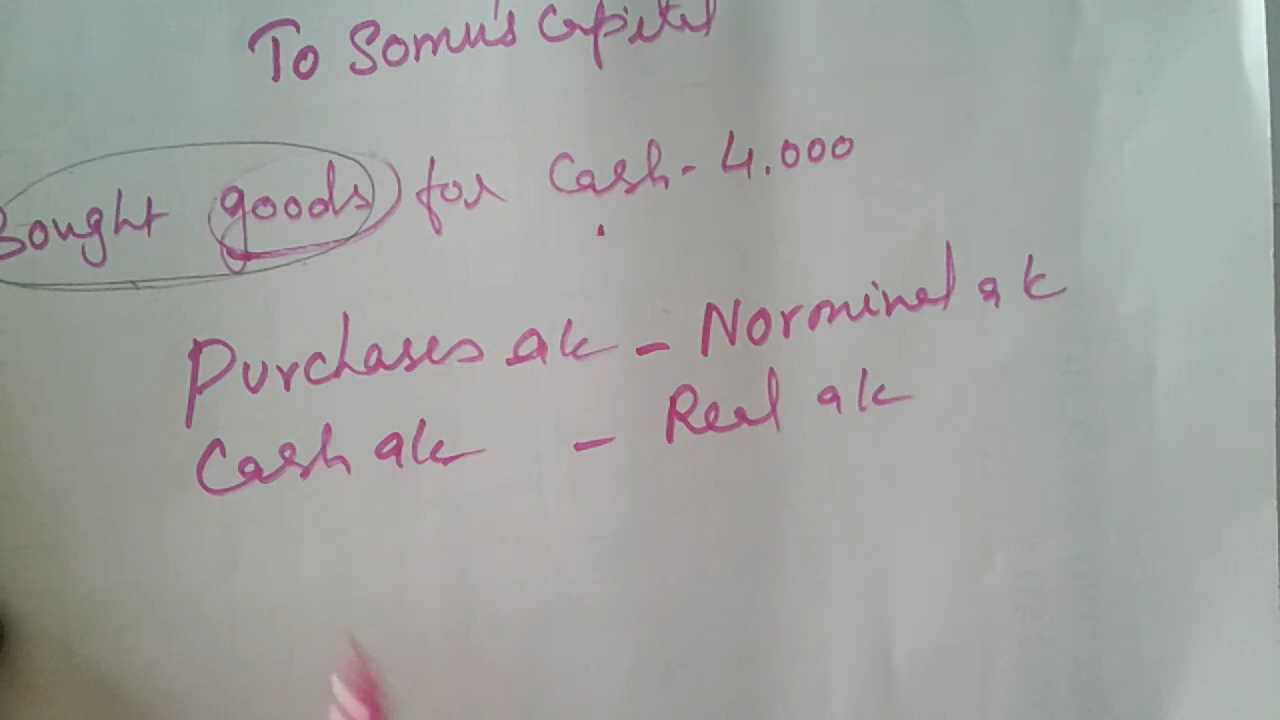 To Somu's Capital
Bought goods for Cash - 4.000
Purchases a/c - Norminal a/c
Cash a/c - Real a/c